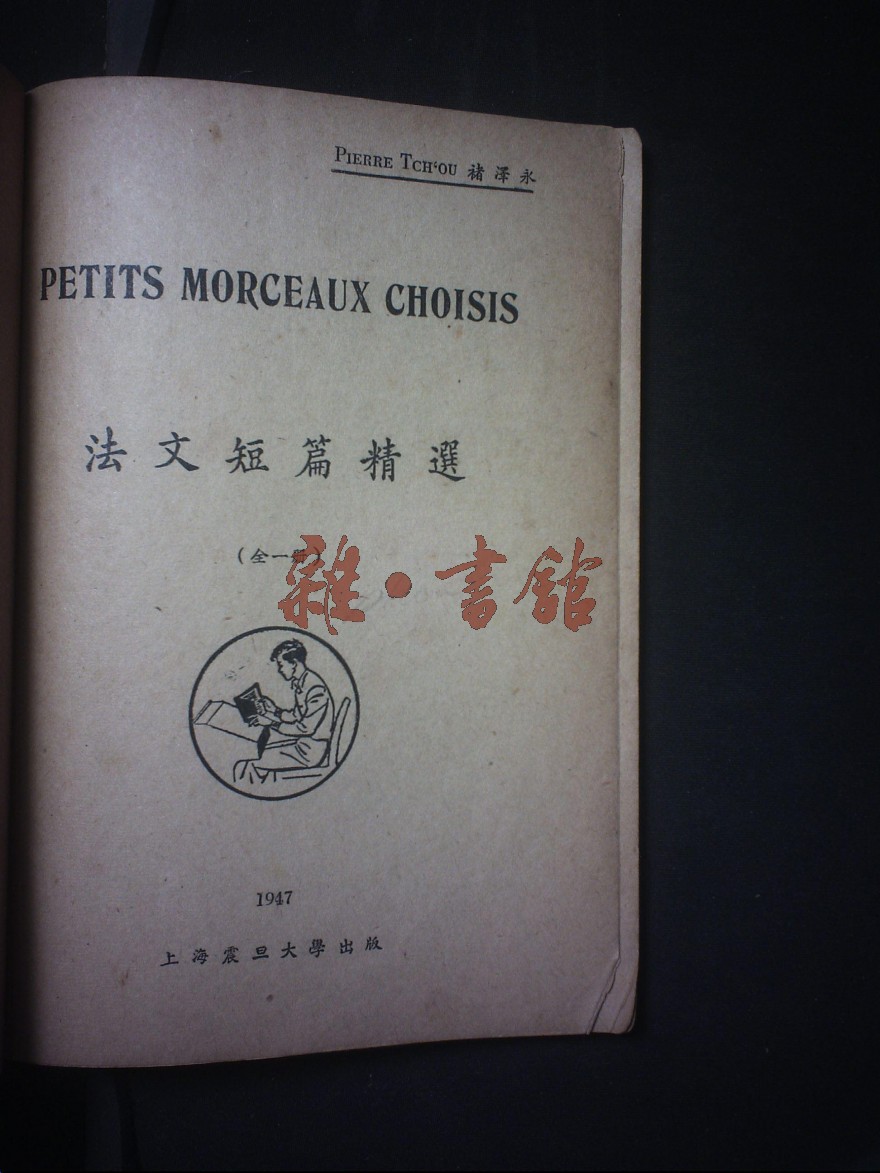 PIERRE TCH‘OU 褚澤永
PETITS MORCEAUX CHOISIS
法文短篇精選
(全一册)
雜·書館
1947
上海震旦大學出版